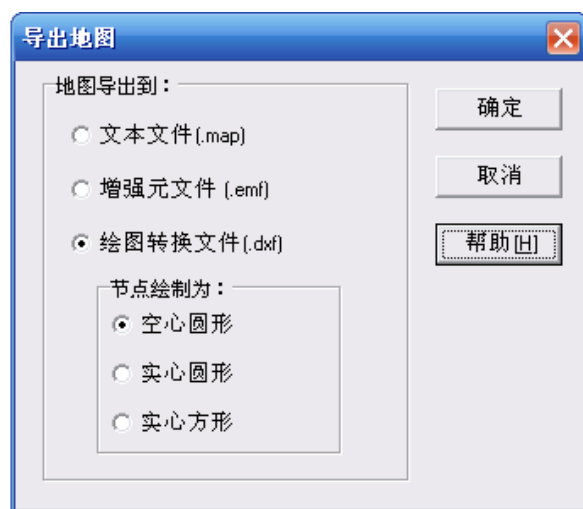 导出地图
地图导出到：
文本文件(.map)
增强元文件 (.emf)
绘图转换文件(.dxf)
节点绘制为：
空心圆形
实心圆形
实心方形
确定
取消
帮助[H]